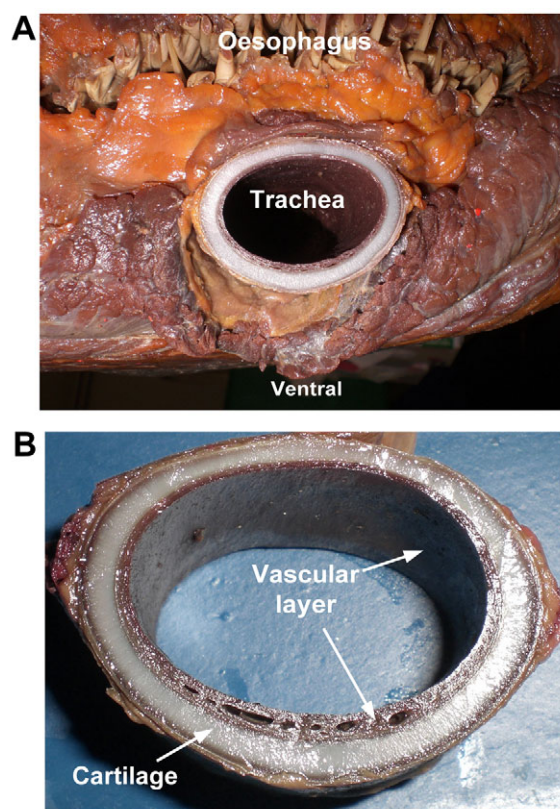 A
Oesophagus
Trachea
Ventral
B
Vascular
layer
Cartilage